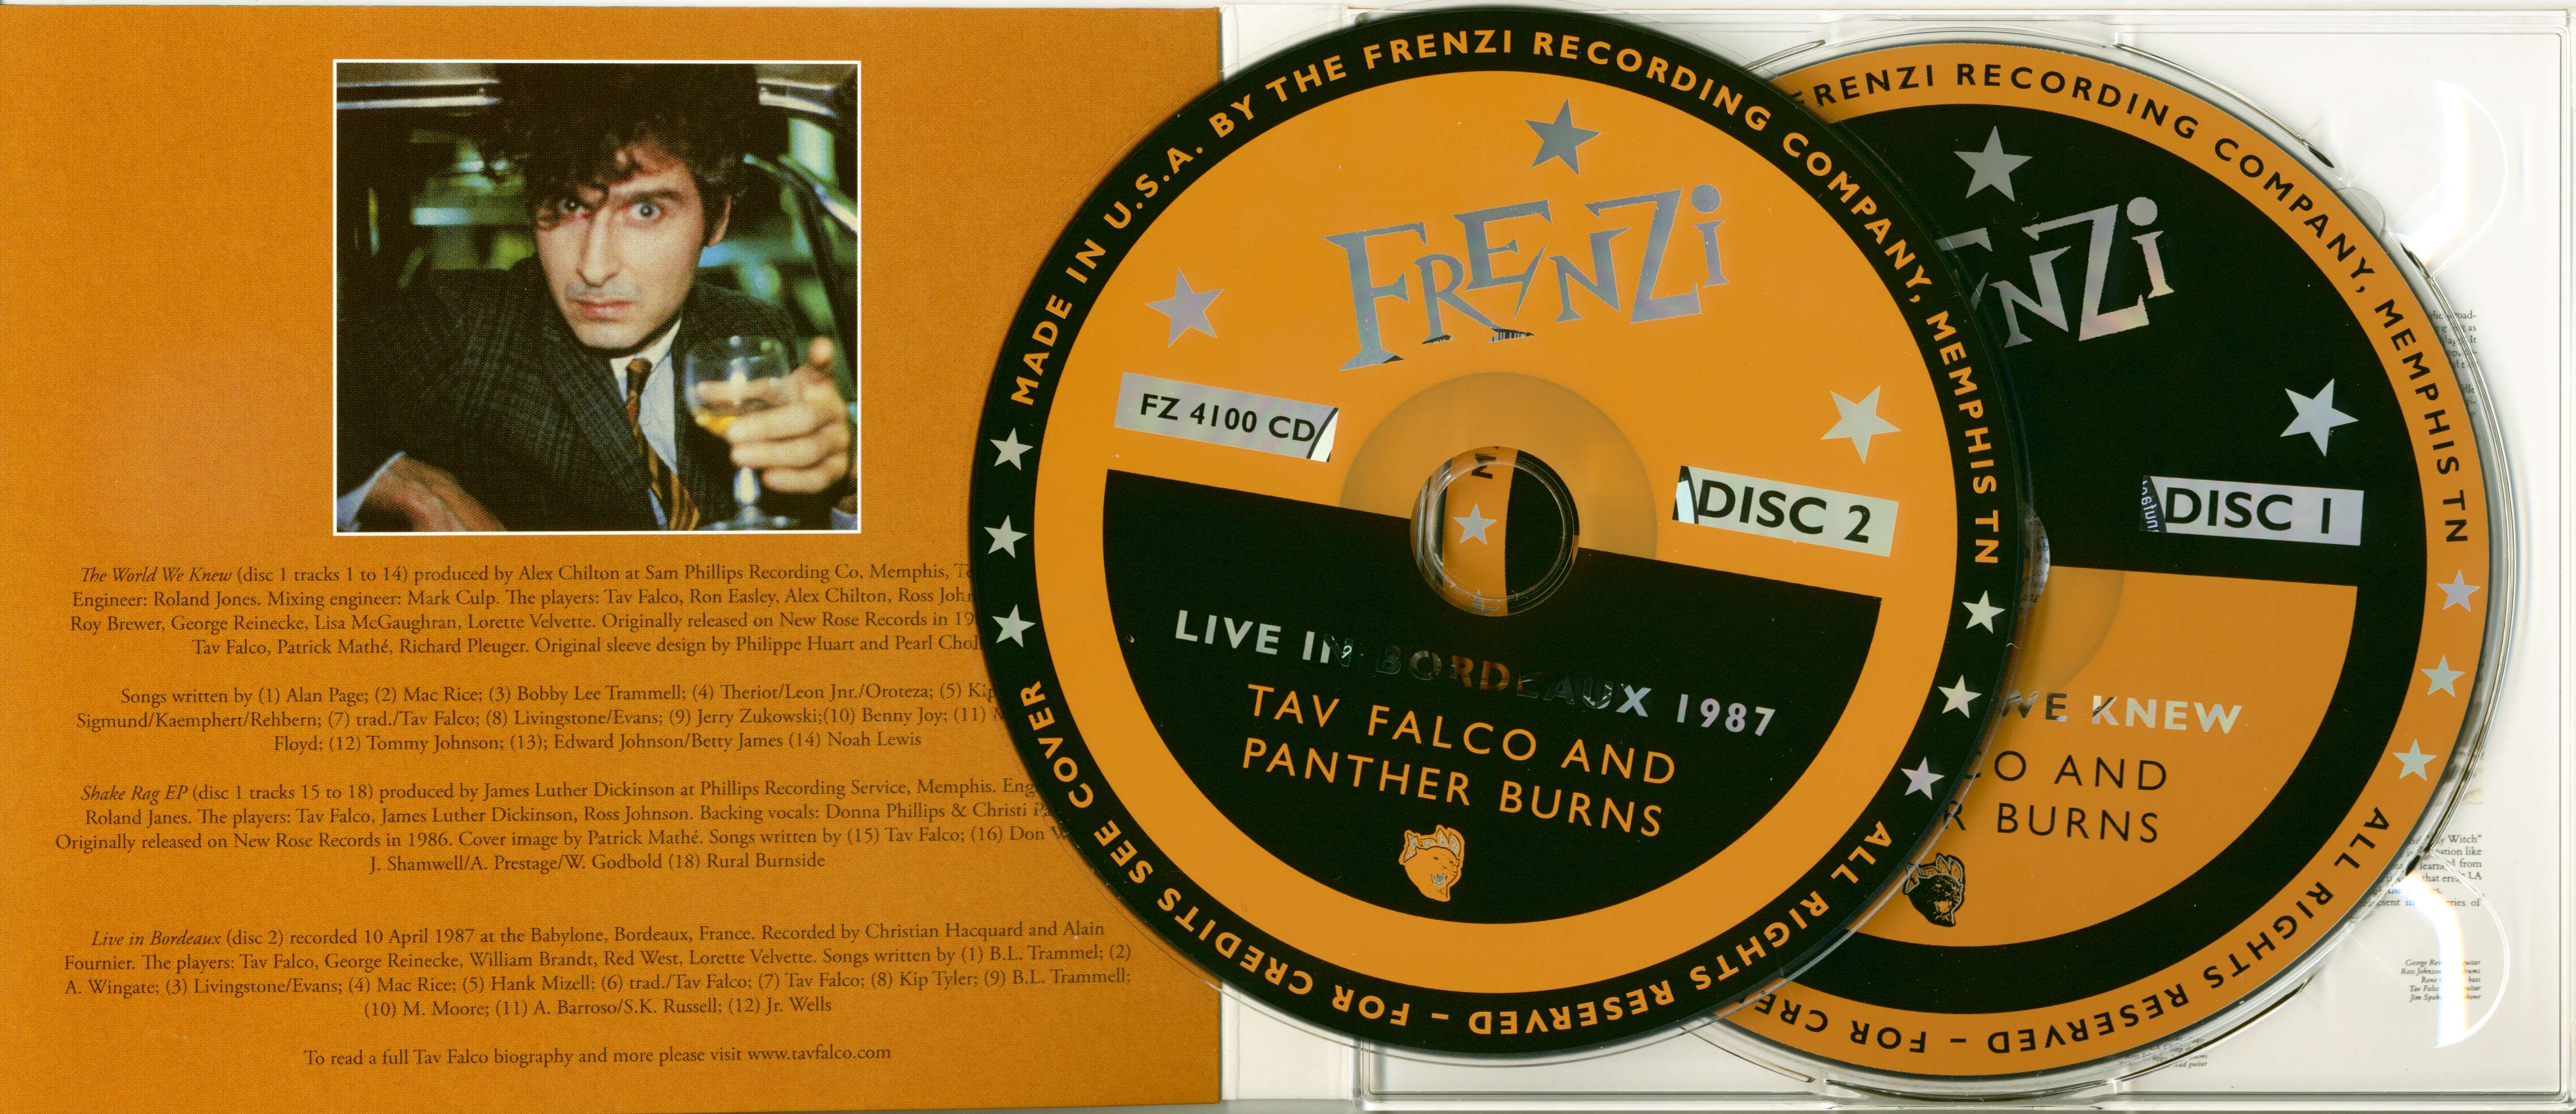 The World We Knew (disc 1 tracks 1 to 14) produced by Alex Chilton at Sam Phillips Recording Co, Memphis,
Engineer: Roland Jones. Mixing engineer: Mark Culp. The players: Tav Falco, Ron Easley, Alex Chilton, Ross
Roy Brewer, George Reinecke, Lisa McGaughran, Lorette Velvette. Originally released on New Rose Records in
Tav Falco, Patrick Mathé, Richard Pleuger. Original sleeve design by Philippe Huart and Pearl
Songs written by (1) Alan Page; (2) Mac Rice; (3) Bobby Lee Trammell; (4) Theriot/Leon Jnr./Oroteza; (5) Kip
Sigmund/Kaemphert/Rehbern; (7) trad./Tav Falco; (8) Livingstone/Evans; (9) Jerry Zukowski;(10) Benny Joy; (11)
Floyd; (12) Tommy Johnson; (13); Edward Johnson/Betty James (14) Noah Lewis
Shake Rag EP (disc 1 tracks 15 to 18) produced by James Luther Dickinson at Phillips Recording Service, Memphis.
Roland Janes. The players: Tav Falco, James Luther Dickinson, Ross Johnson. Backing vocals: Donna Phillips & Christi
Originally released on New Rose Records in 1986. Cover image by Patrick Mathé. Songs written by (15) Tav Falco; (16) Don
J. Shamwell/A. Prestage/W. Godbold (18) Rural Burnside
Live in Bordeaux (disc 2) recorded 10 April 1987 at the Babylone, Bordeaux, France. Recorded by Christian Hacquard and Alain
Fournier. The players: Tav Falco, George Reinecke, William Brandt, Red West, Lorette Velvette. Songs written by (1) B.L. Trammel; (2)
A. Wingate; (3) Livingstone/Evans; (4) Mac Rice; (5) Hank Mizell; (6) trad./Tav Falco; (7) Tav Falco; (8) Kip Tyler; (9) B.L. Trammell;
(10) M. Moore; (11) A. Barroso/S.K. Russell; (12) Jr. Wells
To read a full Tav Falco biography and more please visit www.tavfalco.com
MADE IN U.S.A. BY THE FRENZI RECORDING COMPANY, MEMPHIS TN
FRENZi
FZ 4100 CD
DISC 2
LIVE IN BORDEAUX 1987
TAV FALCO AND
PANTHER BURNS
ALL RIGHTS RESERVED – FOR CREDITS SEE COVER
FRENZI RECORDING COMPANY, MEMPHIS TN
NZi
DISC 1
WE KNEW
CO AND
R BURNS
ALL RIGHTS RESERVED – FOR CRE